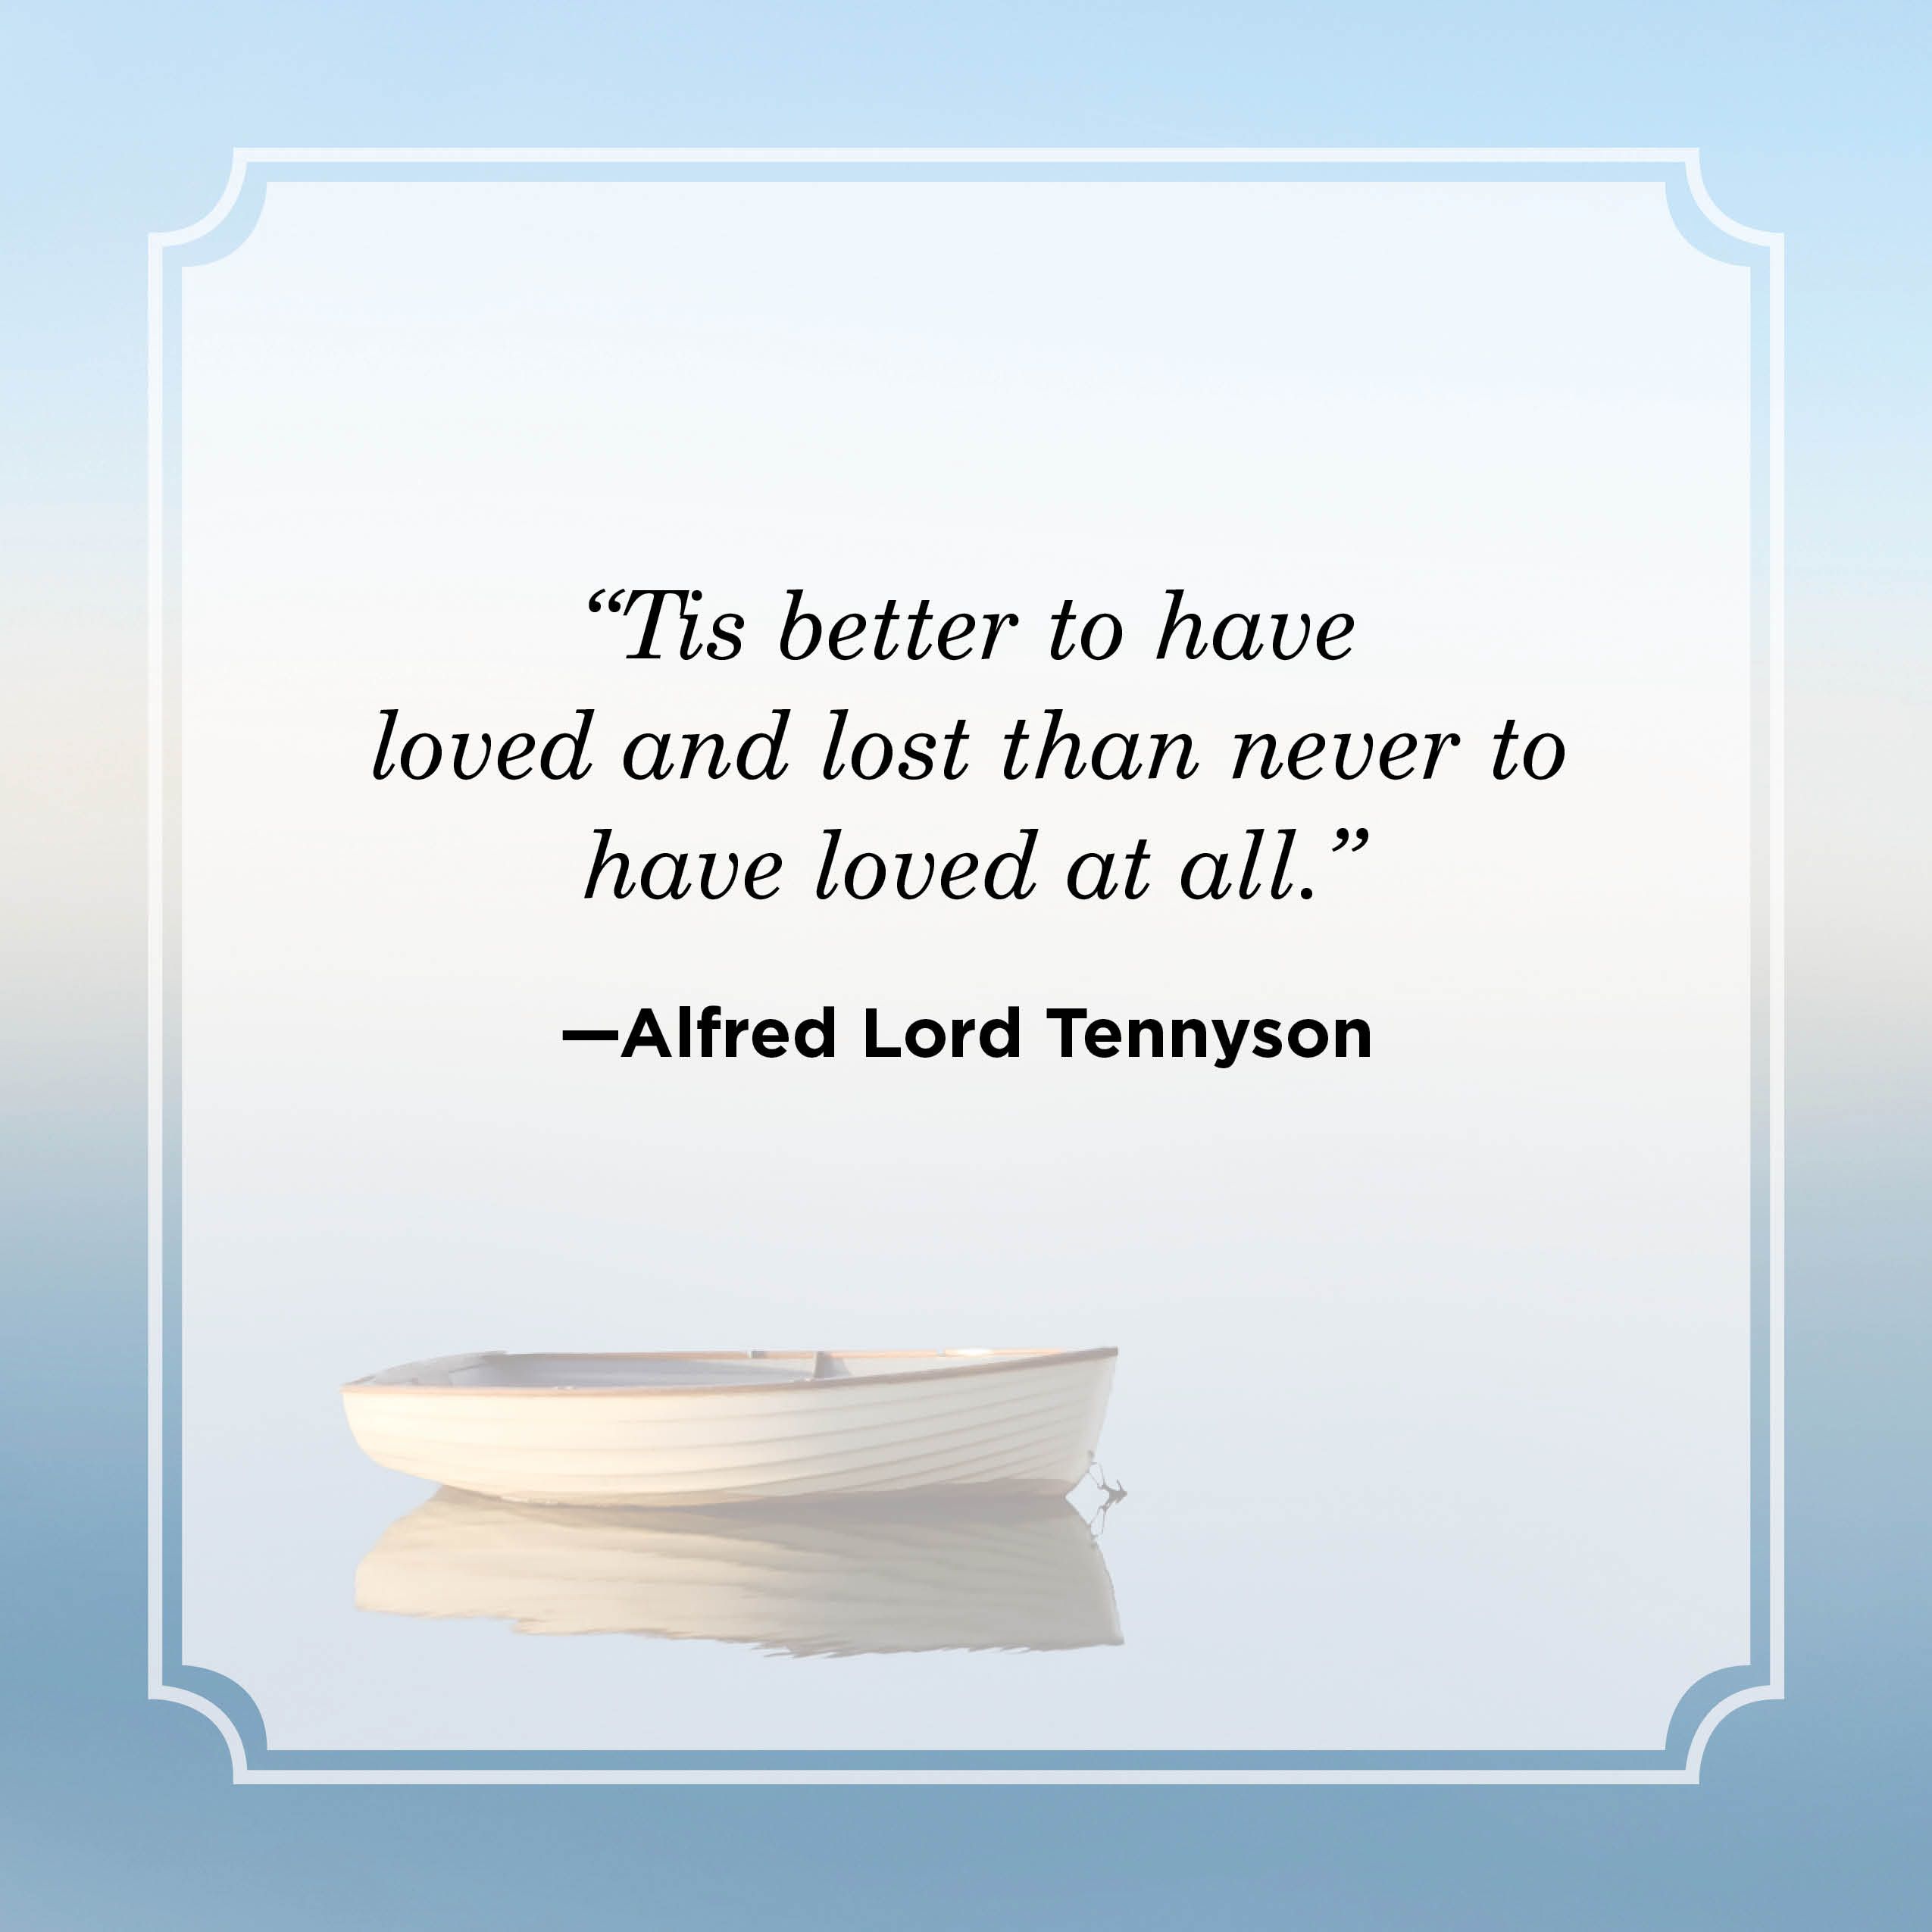 “Tis better to have
loved and lost than never to
have loved at all.”
—Alfred Lord Tennyson